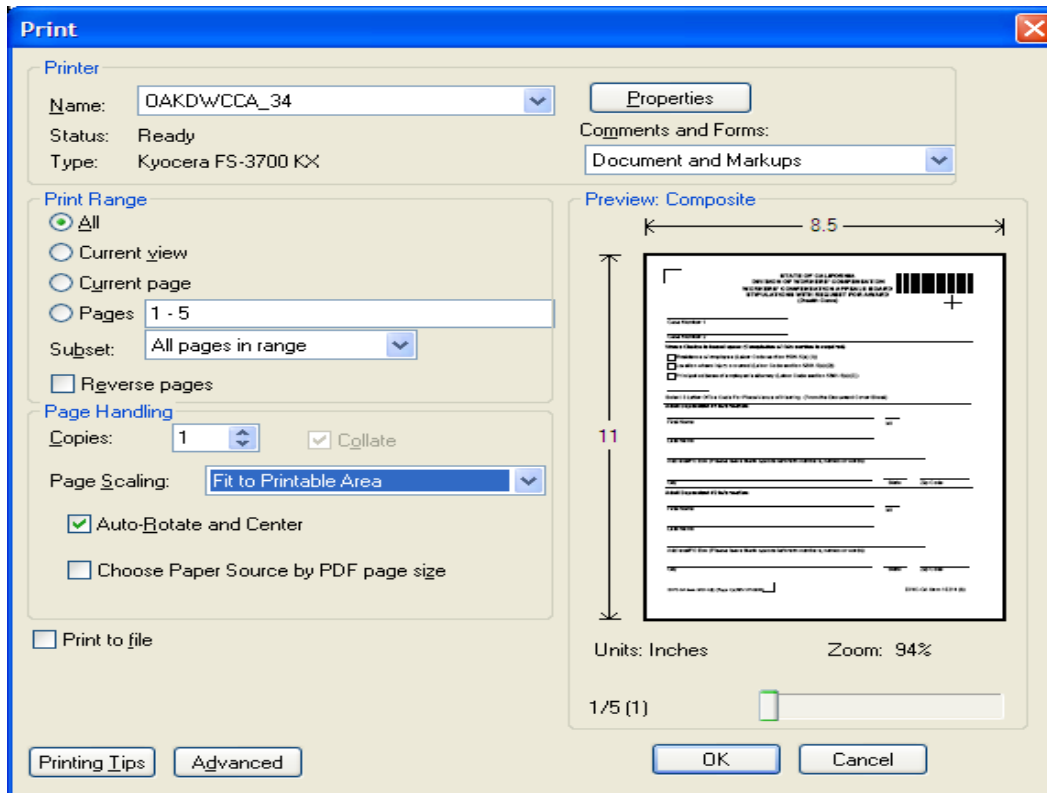 Print
Printer
Name: OAKDWCCA_34
Properties
Status: Ready
Comments and Forms:
Type: Kyocera FS-3700 KX
Document and Markups
Print Range
All
Current view
Current page
Pages 1 - 5
Subset: All pages in range
Reverse pages
Page Handling
Copies: 1
Collate
Page Scaling: Fit to Printable Area
Auto-Rotate and Center
Choose Paper Source by PDF page size
Print to file
Preview: Composite
8.5
11
STATE OF CALIFORNIA
DIVISION OF WORKERS' COMPENSATION
WORKERS' COMPENSATION APPEALS BOARD
STIPULATIONS WITH REQUEST FOR AWARD
(Death Case)
Units: Inches
Zoom: 94%
1/5 (1)
Printing Tips
Advanced
OK
Cancel